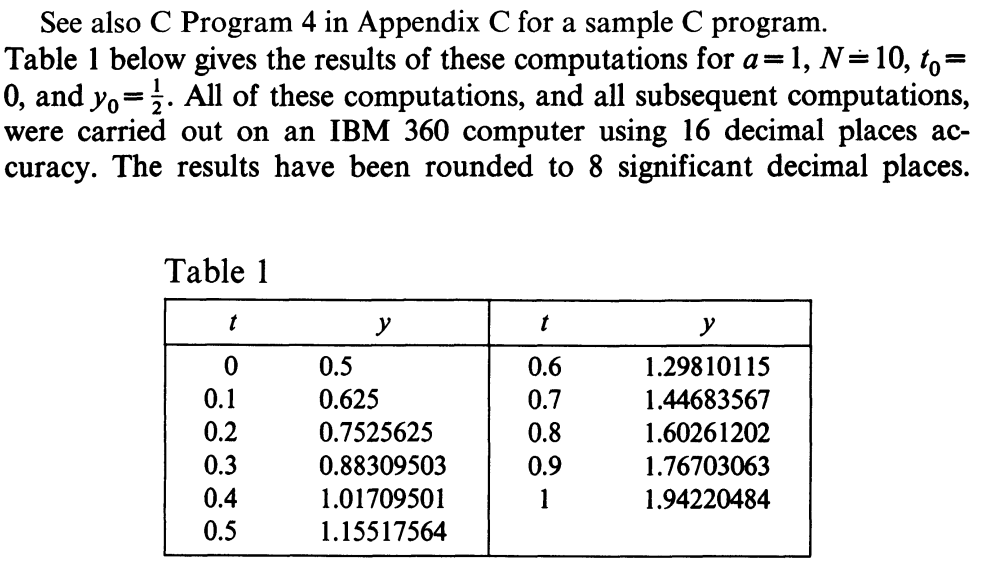 See also C Program 4 in Appendix C for a sample C program.
Table 1 below gives the results of these computations for a = 1, N = 10, t₀ =
0, and y₀ = ½. All of these computations, and all subsequent computations,
were carried out on an IBM 360 computer using 16 decimal places ac-
curacy. The results have been rounded to 8 significant decimal places.
Table 1
t y t y
0 0.5 0.6 1.29810115
0.1 0.625 0.7 1.44683567
0.2 0.7525625 0.8 1.60261202
0.3 0.88309503 0.9 1.76703063
0.4 1.01709501 1 1.94220484
0.5 1.15517564